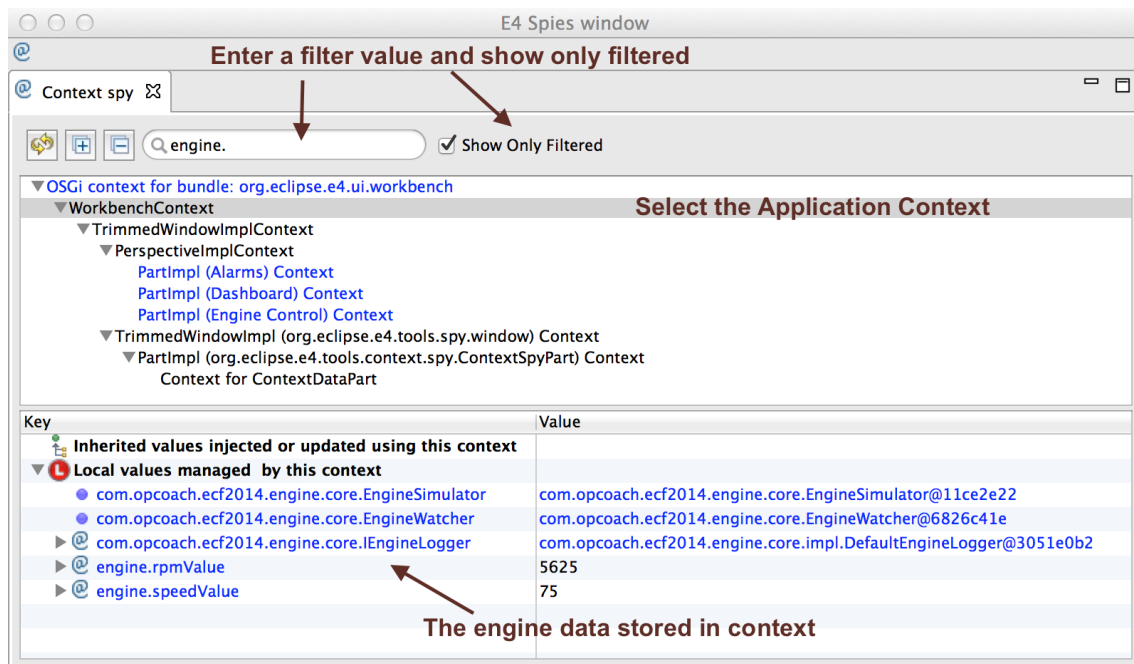 E4 Spies window
@
Enter a filter value and show only filtered
@ Context spy
engine.
Show Only Filtered
OSGi context for bundle: org.eclipse.e4.ui.workbench
WorkbenchContext
Select the Application Context
TrimmedWindowImplContext
PerspectiveImplContext
PartImpl (Alarms) Context
PartImpl (Dashboard) Context
PartImpl (Engine Control) Context
TrimmedWindowImpl (org.eclipse.e4.tools.spy.window) Context
PartImpl (org.eclipse.e4.tools.context.spy.ContextSpyPart) Context
Context for ContextDataPart
Key Value
Inherited values injected or updated using this context
L Local values managed  by this context
com.opcoach.ecf2014.engine.core.EngineSimulator com.opcoach.ecf2014.engine.core.EngineSimulator@11ce2e22
com.opcoach.ecf2014.engine.core.EngineWatcher com.opcoach.ecf2014.engine.core.EngineWatcher@6826c41e
@ com.opcoach.ecf2014.engine.core.IEngineLogger com.opcoach.ecf2014.engine.core.impl.DefaultEngineLogger@3051e0b2
@ engine.rpmValue 5625
@ engine.speedValue 75
The engine data stored in context